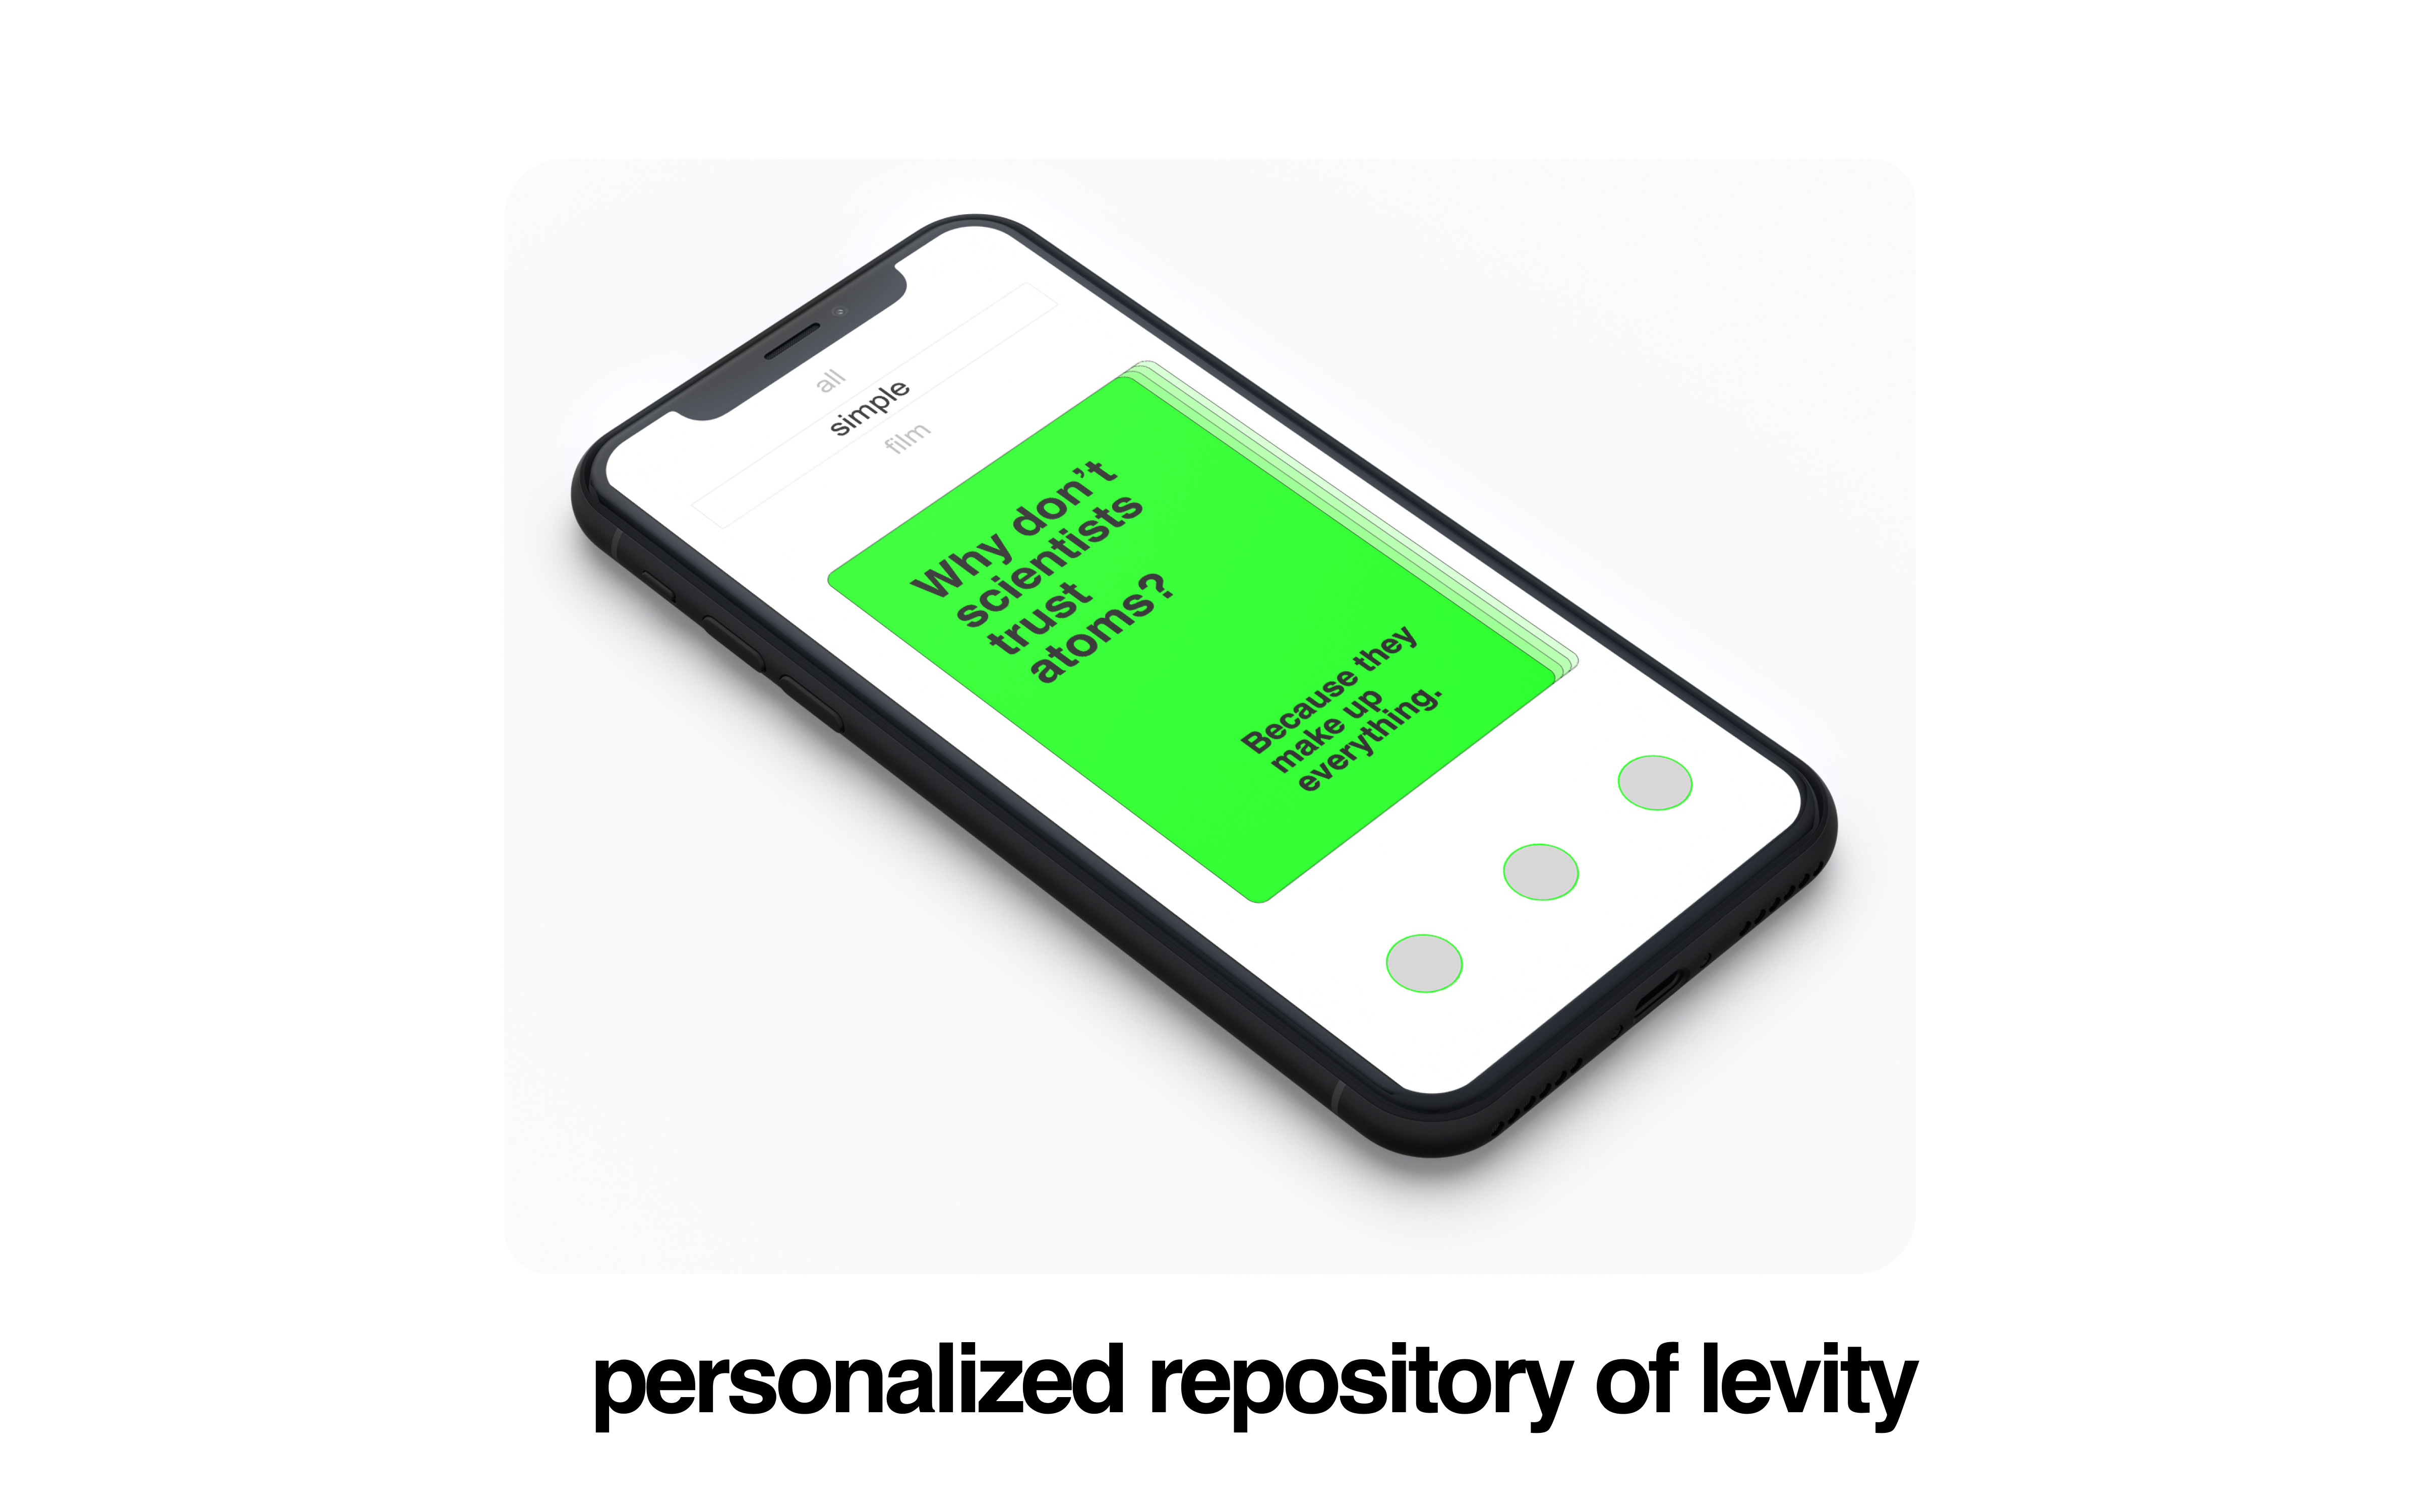 all
simple
film
Why don’t
scientists
trust
atoms?
Because they
make up
everything.
personalized repository of levity